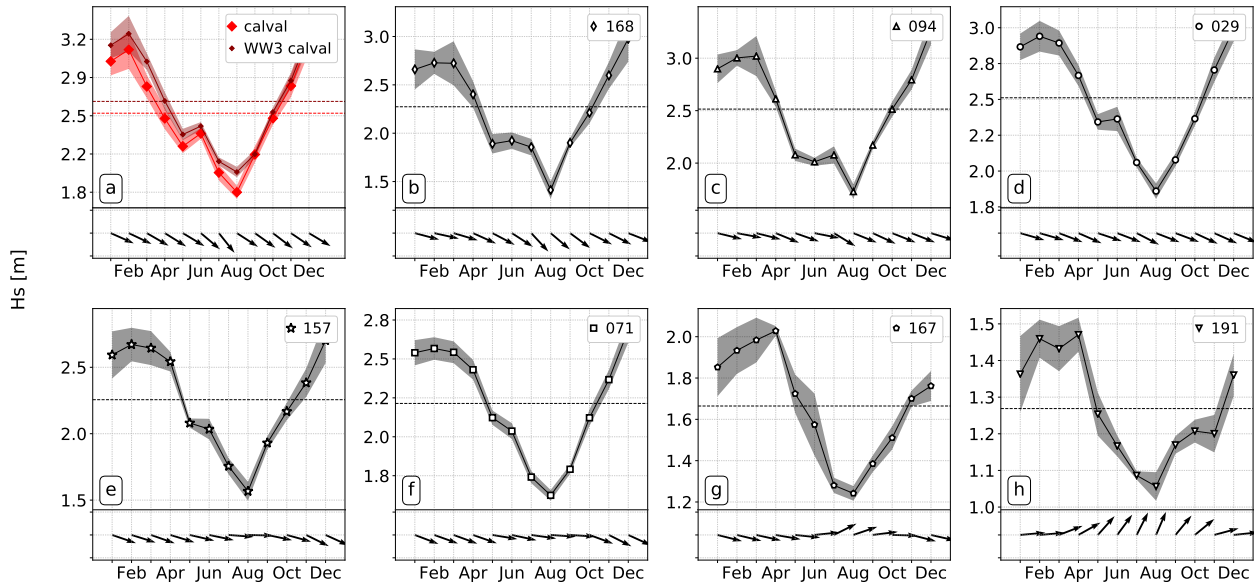 calval
WW3 calval
3.2
2.9
2.5
2.2
1.8
a
Feb Apr Jun Aug Oct Dec
168
3.0
2.5
2.0
1.5
b
Feb Apr Jun Aug Oct Dec
094
3.0
2.5
2.0
c
Feb Apr Jun Aug Oct Dec
029
3.0
2.8
2.5
2.2
2.0
1.8
d
Feb Apr Jun Aug Oct Dec
Hs [m]
157
2.5
2.0
1.5
e
Feb Apr Jun Aug Oct Dec
071
2.8
2.5
2.2
2.0
1.8
f
Feb Apr Jun Aug Oct Dec
167
2.0
1.8
1.6
1.4
1.2
g
Feb Apr Jun Aug Oct Dec
191
1.5
1.4
1.3
1.2
1.1
1.0
h
Feb Apr Jun Aug Oct Dec